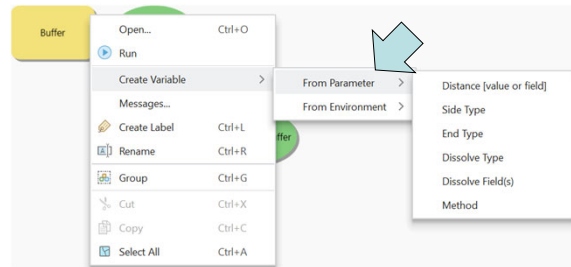 Buffer
Open... Ctrl+O
Run
Create Variable >
Messages...
Create Label Ctrl+L
Rename Ctrl+R
Group Ctrl+G
Cut Ctrl+X
Copy Ctrl+C
Select All Ctrl+A
ffer
From Parameter >
From Environment >
Distance [value or field]
Side Type
End Type
Dissolve Type
Dissolve Field(s)
Method